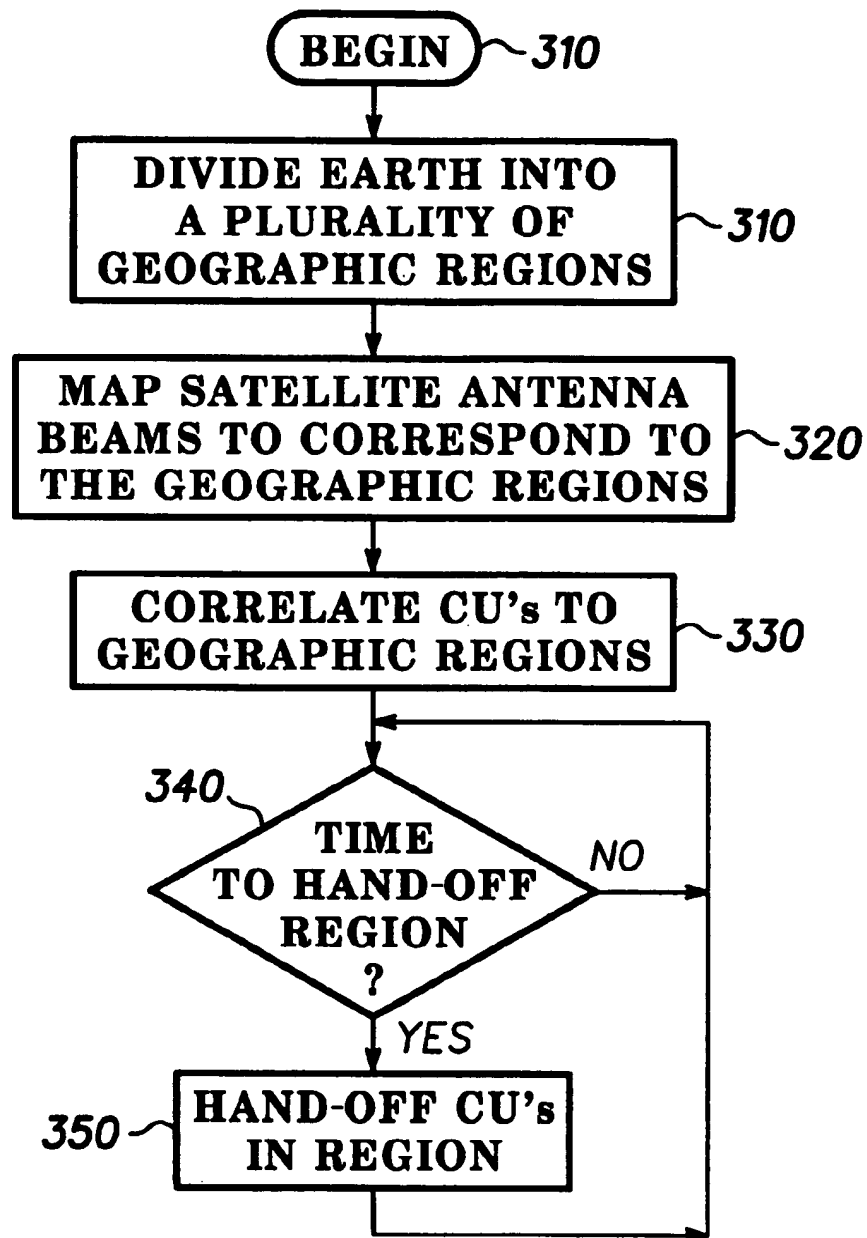 BEGIN 310
DIVIDE EARTH INTO
A PLURALITY OF
GEOGRAPHIC REGIONS
310
MAP SATELLITE ANTENNA
BEAMS TO CORRESPOND TO
THE GEOGRAPHIC REGIONS
320
CORRELATE CU's TO
GEOGRAPHIC REGIONS
330
340
TIME
TO HAND-OFF
REGION
?
NO
YES
HAND-OFF CU's
IN REGION
350